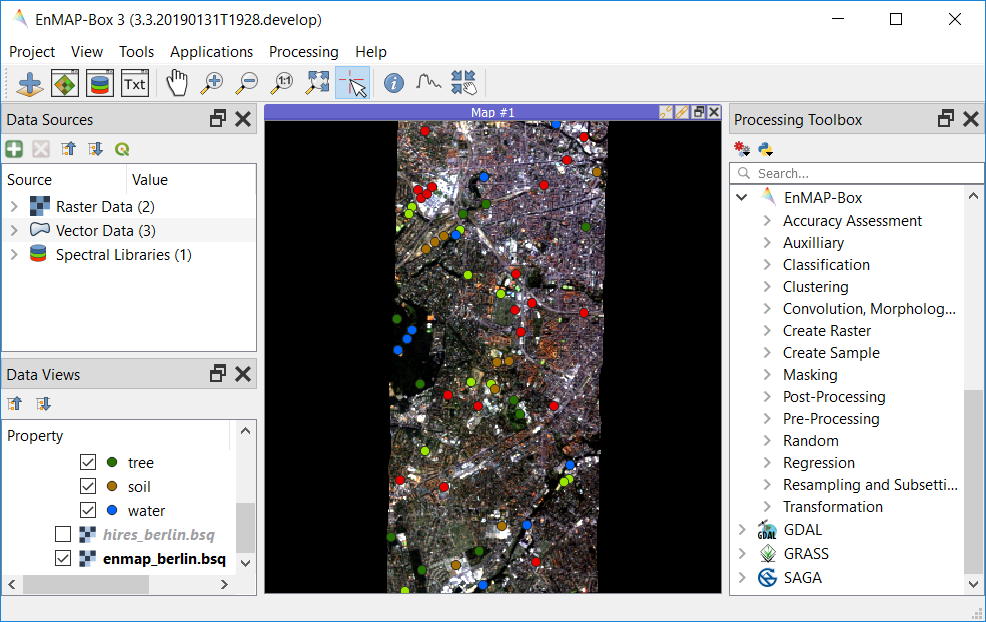 EnMAP-Box 3 (3.3.20190131T1928.develop)
Project View Tools Applications Processing Help
Txt
1:1
Data Sources
Source Value
Raster Data (2)
Vector Data (3)
Spectral Libraries (1)
Data Views
Property
tree
soil
water
hires_berlin.bsq
enmap_berlin.bsq
Map #1
Processing Toolbox
Search...
EnMAP-Box
Accuracy Assessment
Auxilliary
Classification
Clustering
Convolution, Morpholog...
Create Raster
Create Sample
Masking
Post-Processing
Pre-Processing
Random
Regression
Resampling and Subsetti...
Transformation
GDAL
GDAL
GRASS
SAGA